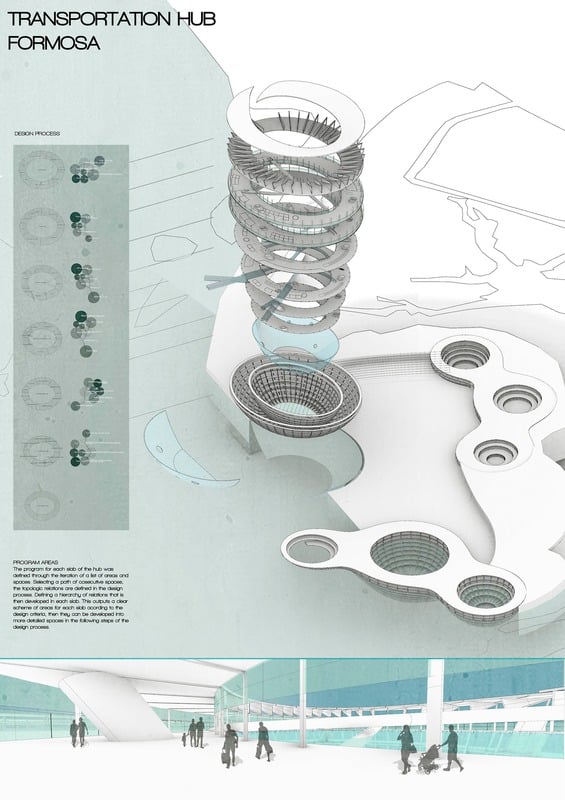 TRANSPORTATION HUB
FORMOSA
DESIGN PROCESS
PROGRAM AREAS
The program for each slab of the hub was
defined through the iteration of a list of areas and
spaces. Selecting a path of cosecutive spaces,
the topologic relations are defined in the design
process. Defining a hierarchy of relations that is
then developed in each slab. This outputs a clear
scheme of areas for each slab acording to the
design criteria, then they can be developed into
more detailed spaces in the following steps of the
design process.